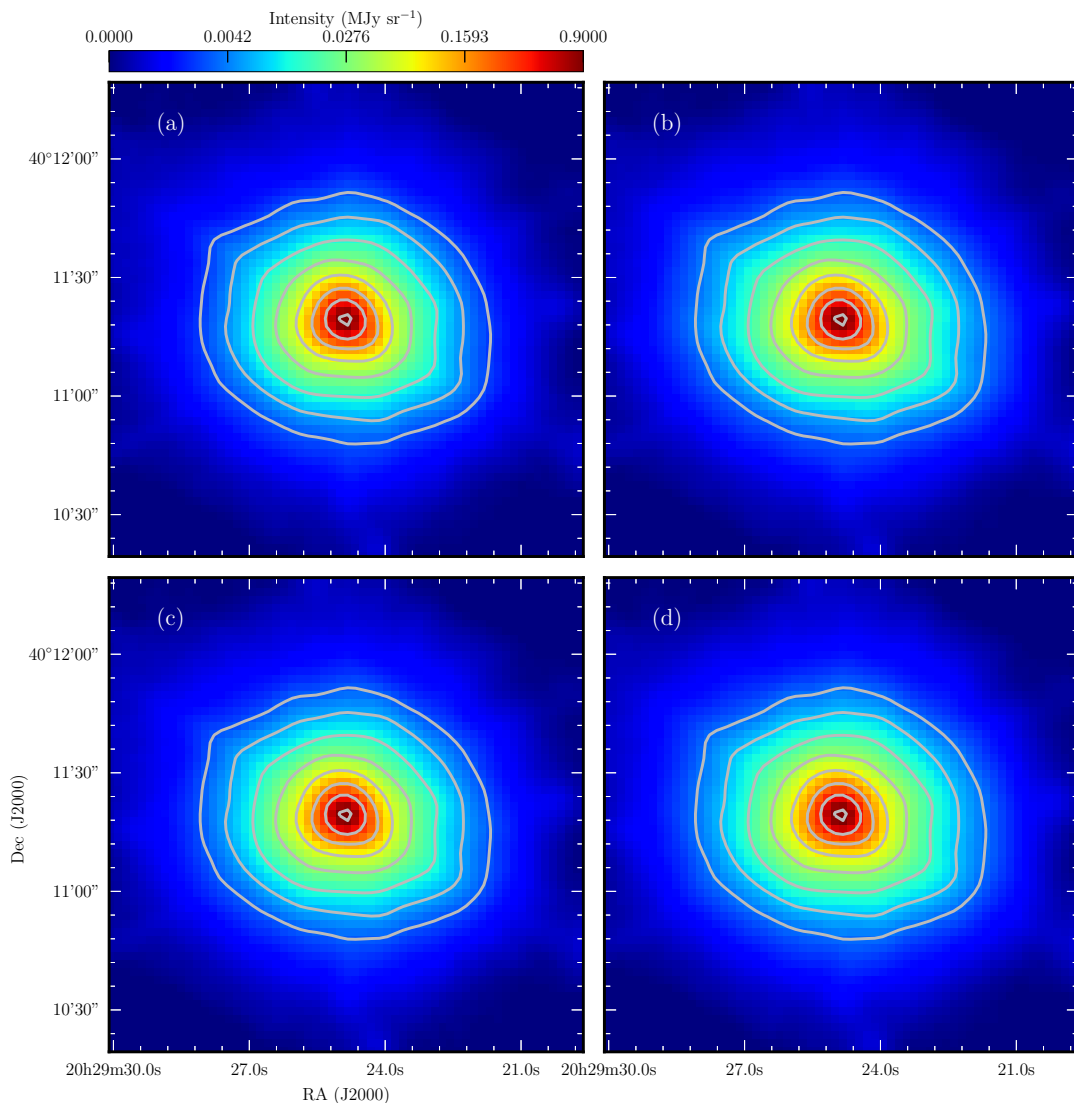 Intensity (MJy sr⁻¹)
0.0000 0.0042 0.0276 0.1593 0.9000
(a) (b)
40°12'00”
11'30”
11'00”
10'30”
(c) (d)
40°12'00”
11'30”
11'00”
10'30”
Dec (J2000)
20h29m30.0s 27.0s 24.0s 21.0s 20h29m30.0s 27.0s 24.0s 21.0s
RA (J2000)